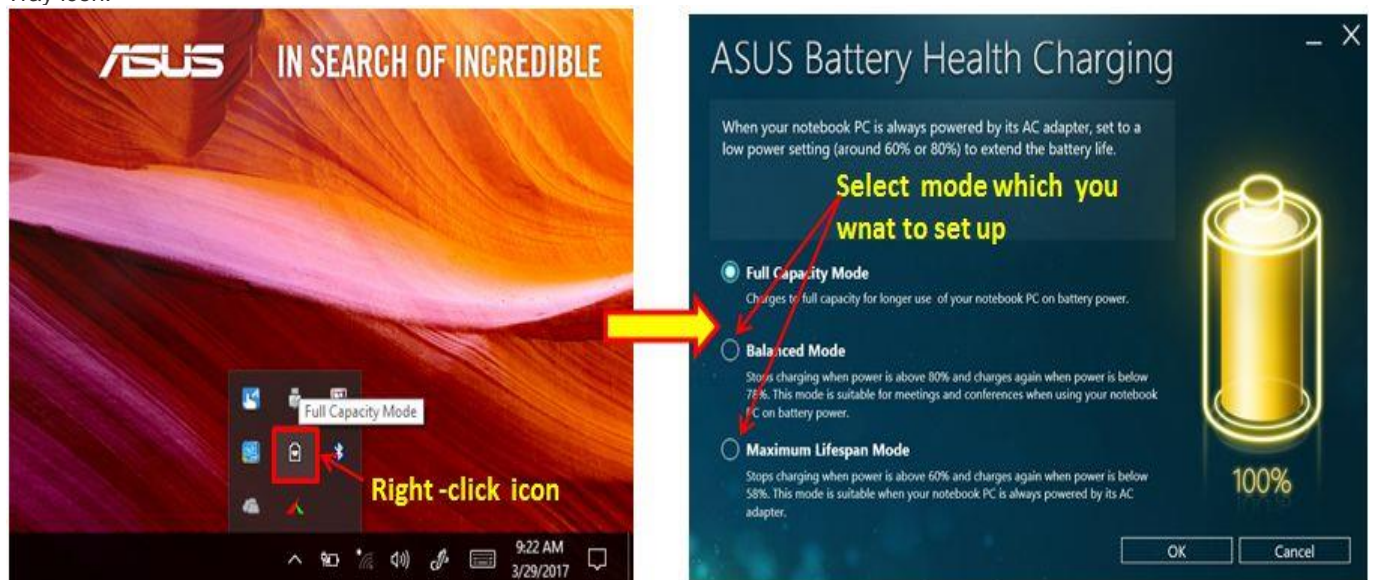 ASUS IN SEARCH OF INCREDIBLE
Full Capacity Mode
Right -click icon
9:22 AM
3/29/2017
ASUS Battery Health Charging
When your notebook PC is always powered by its AC adapter, set to a
low power setting (around 60% or 80%) to extend the battery life.
Select mode which you
wnat to set up
Full Capacity Mode
Charges to full capacity for longer use of your notebook PC on battery power.
Balanced Mode
Stops charging when power is above 80% and charges again when power is below
78%. This mode is suitable for meetings and conferences when using your notebook
PC on battery power.
Maximum Lifespan Mode
Stops charging when power is above 60% and charges again when power is below
58%. This mode is suitable when your notebook PC is always powered by its AC
adapter.
100%
OK Cancel